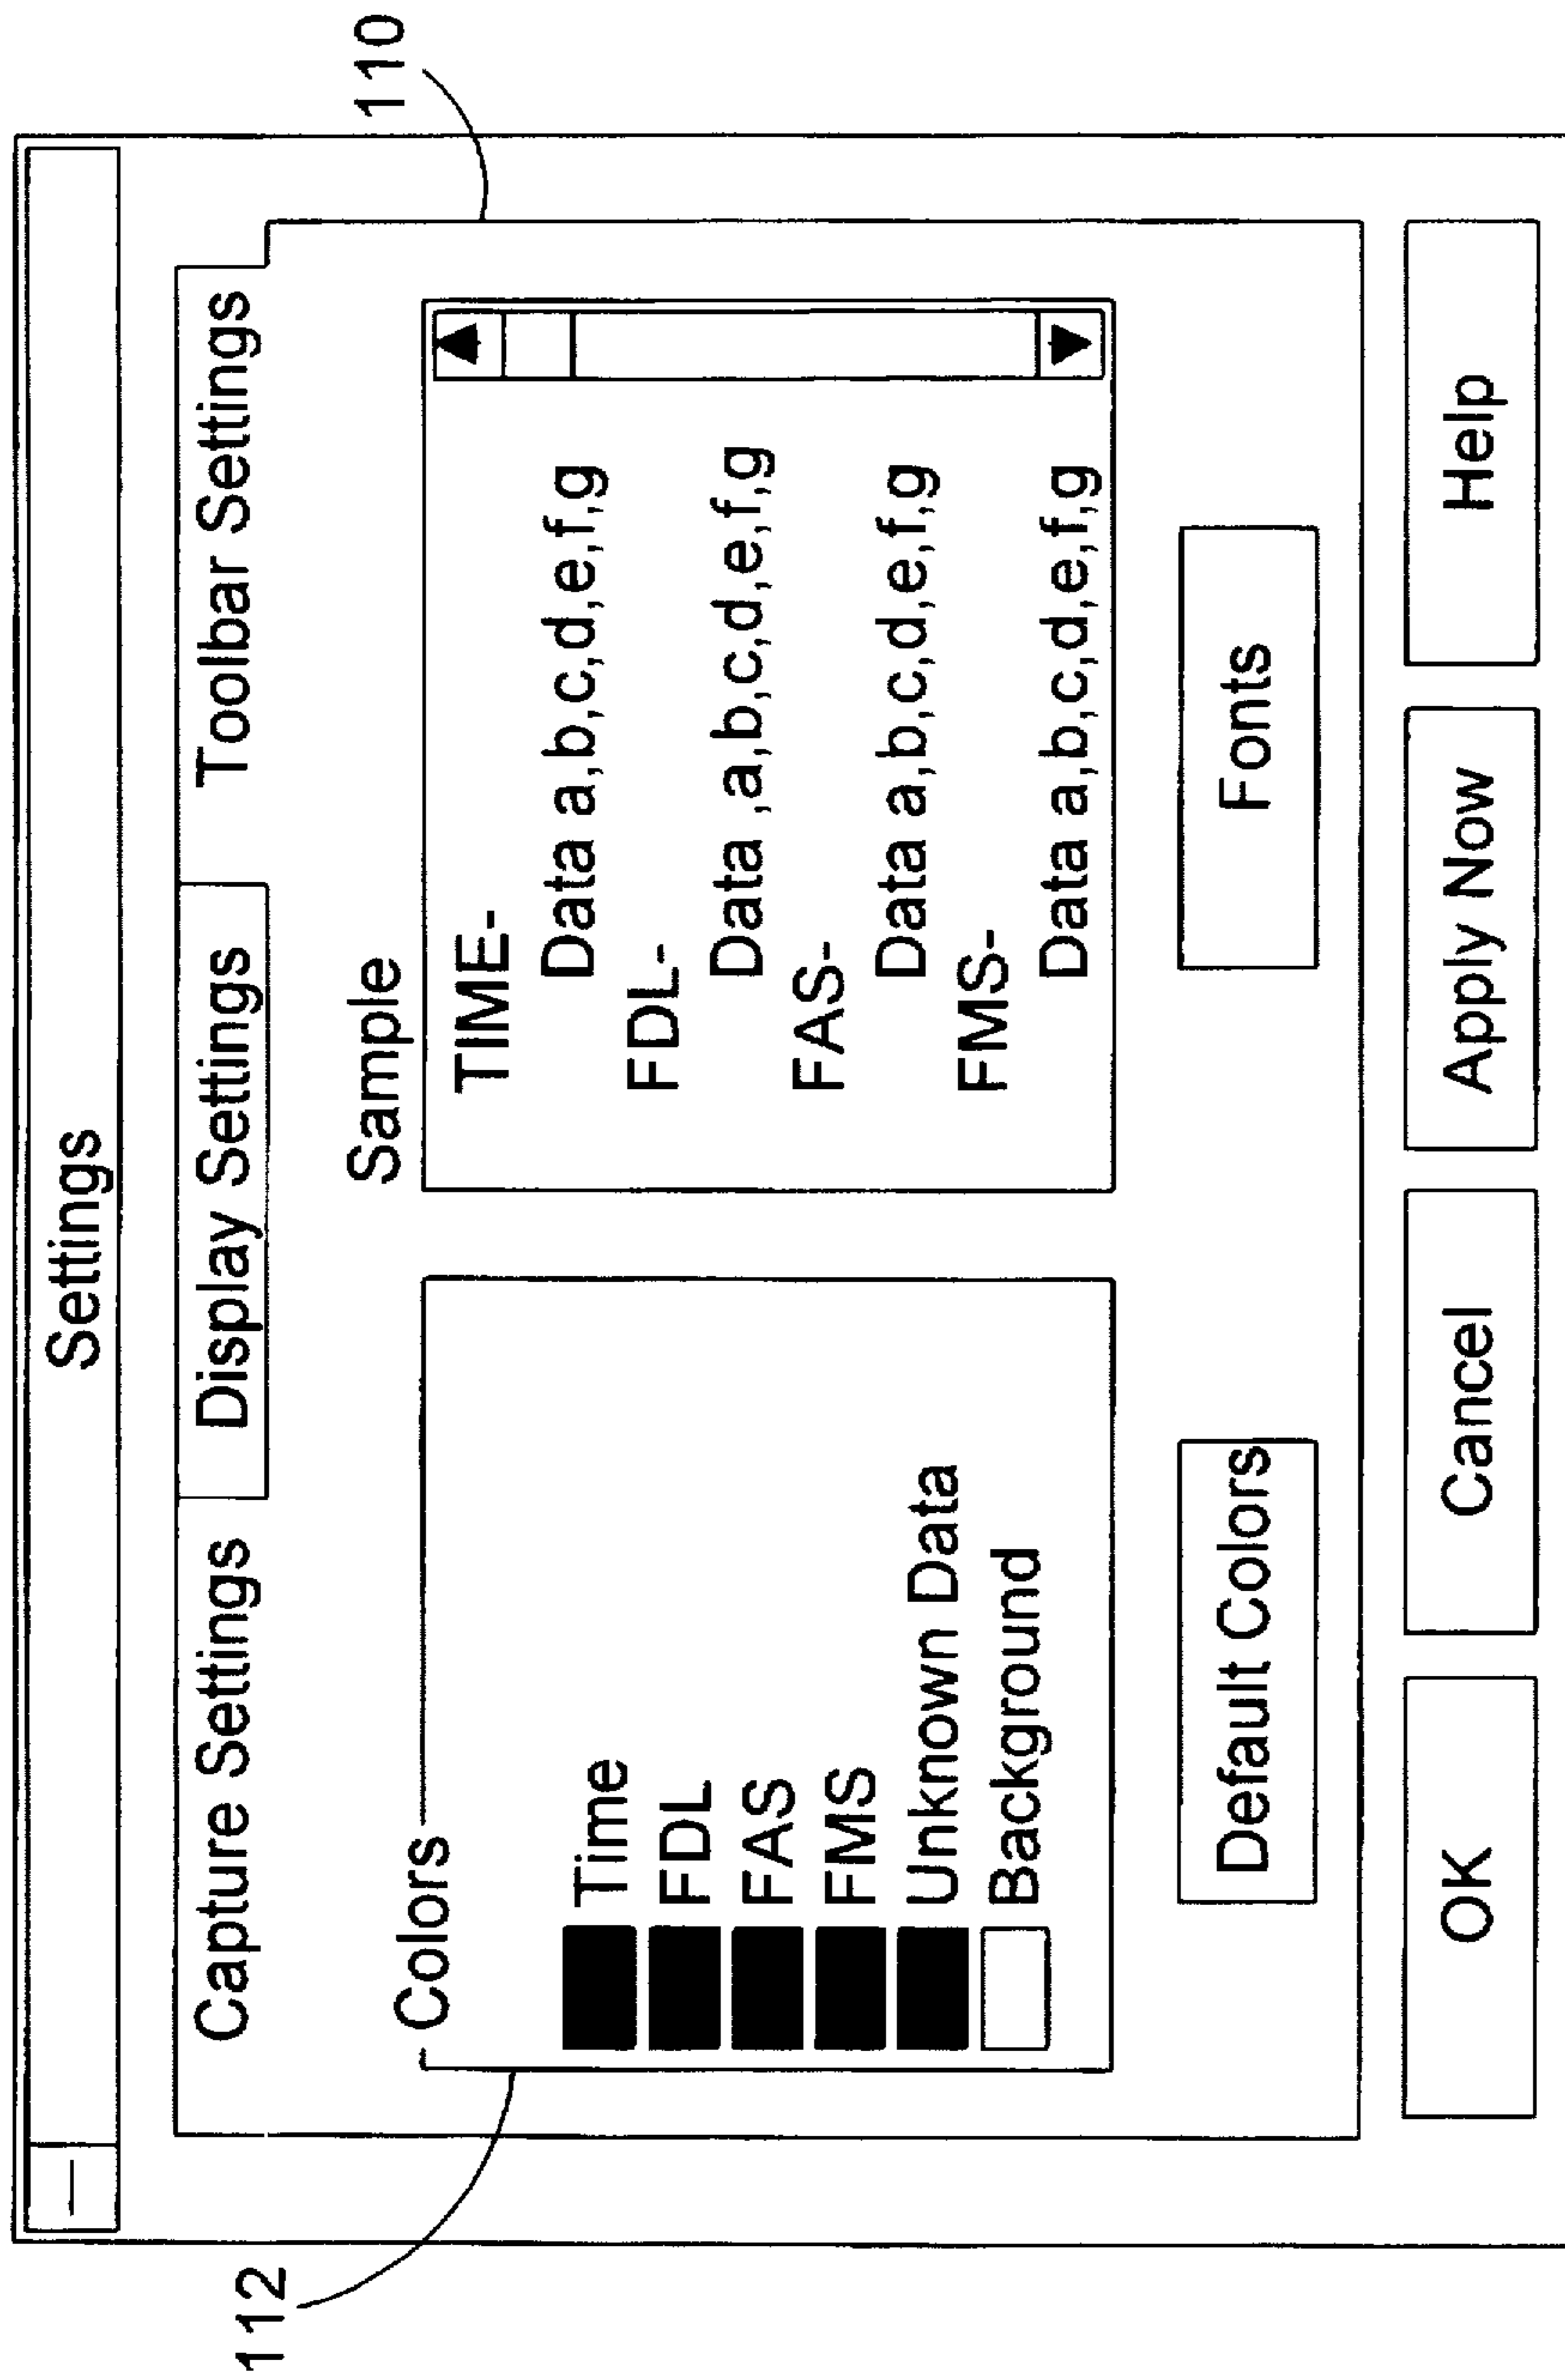 Settings
Capture Settings
Display Settings
Toolbar Settings
110
112
Colors
Time
FDL
FAS
FMS
Unknown Data
Background
Default Colors
Sample
TIME-
Data a,b,c,d,e,f,g
FDL-
Data ,a,b,c,d,e,f,g
FAS-
Data a,b,c,d,e,f,g
FMS-
Data a,b,c,d,e,f,g
Fonts
OK
Cancel
Apply Now
Help